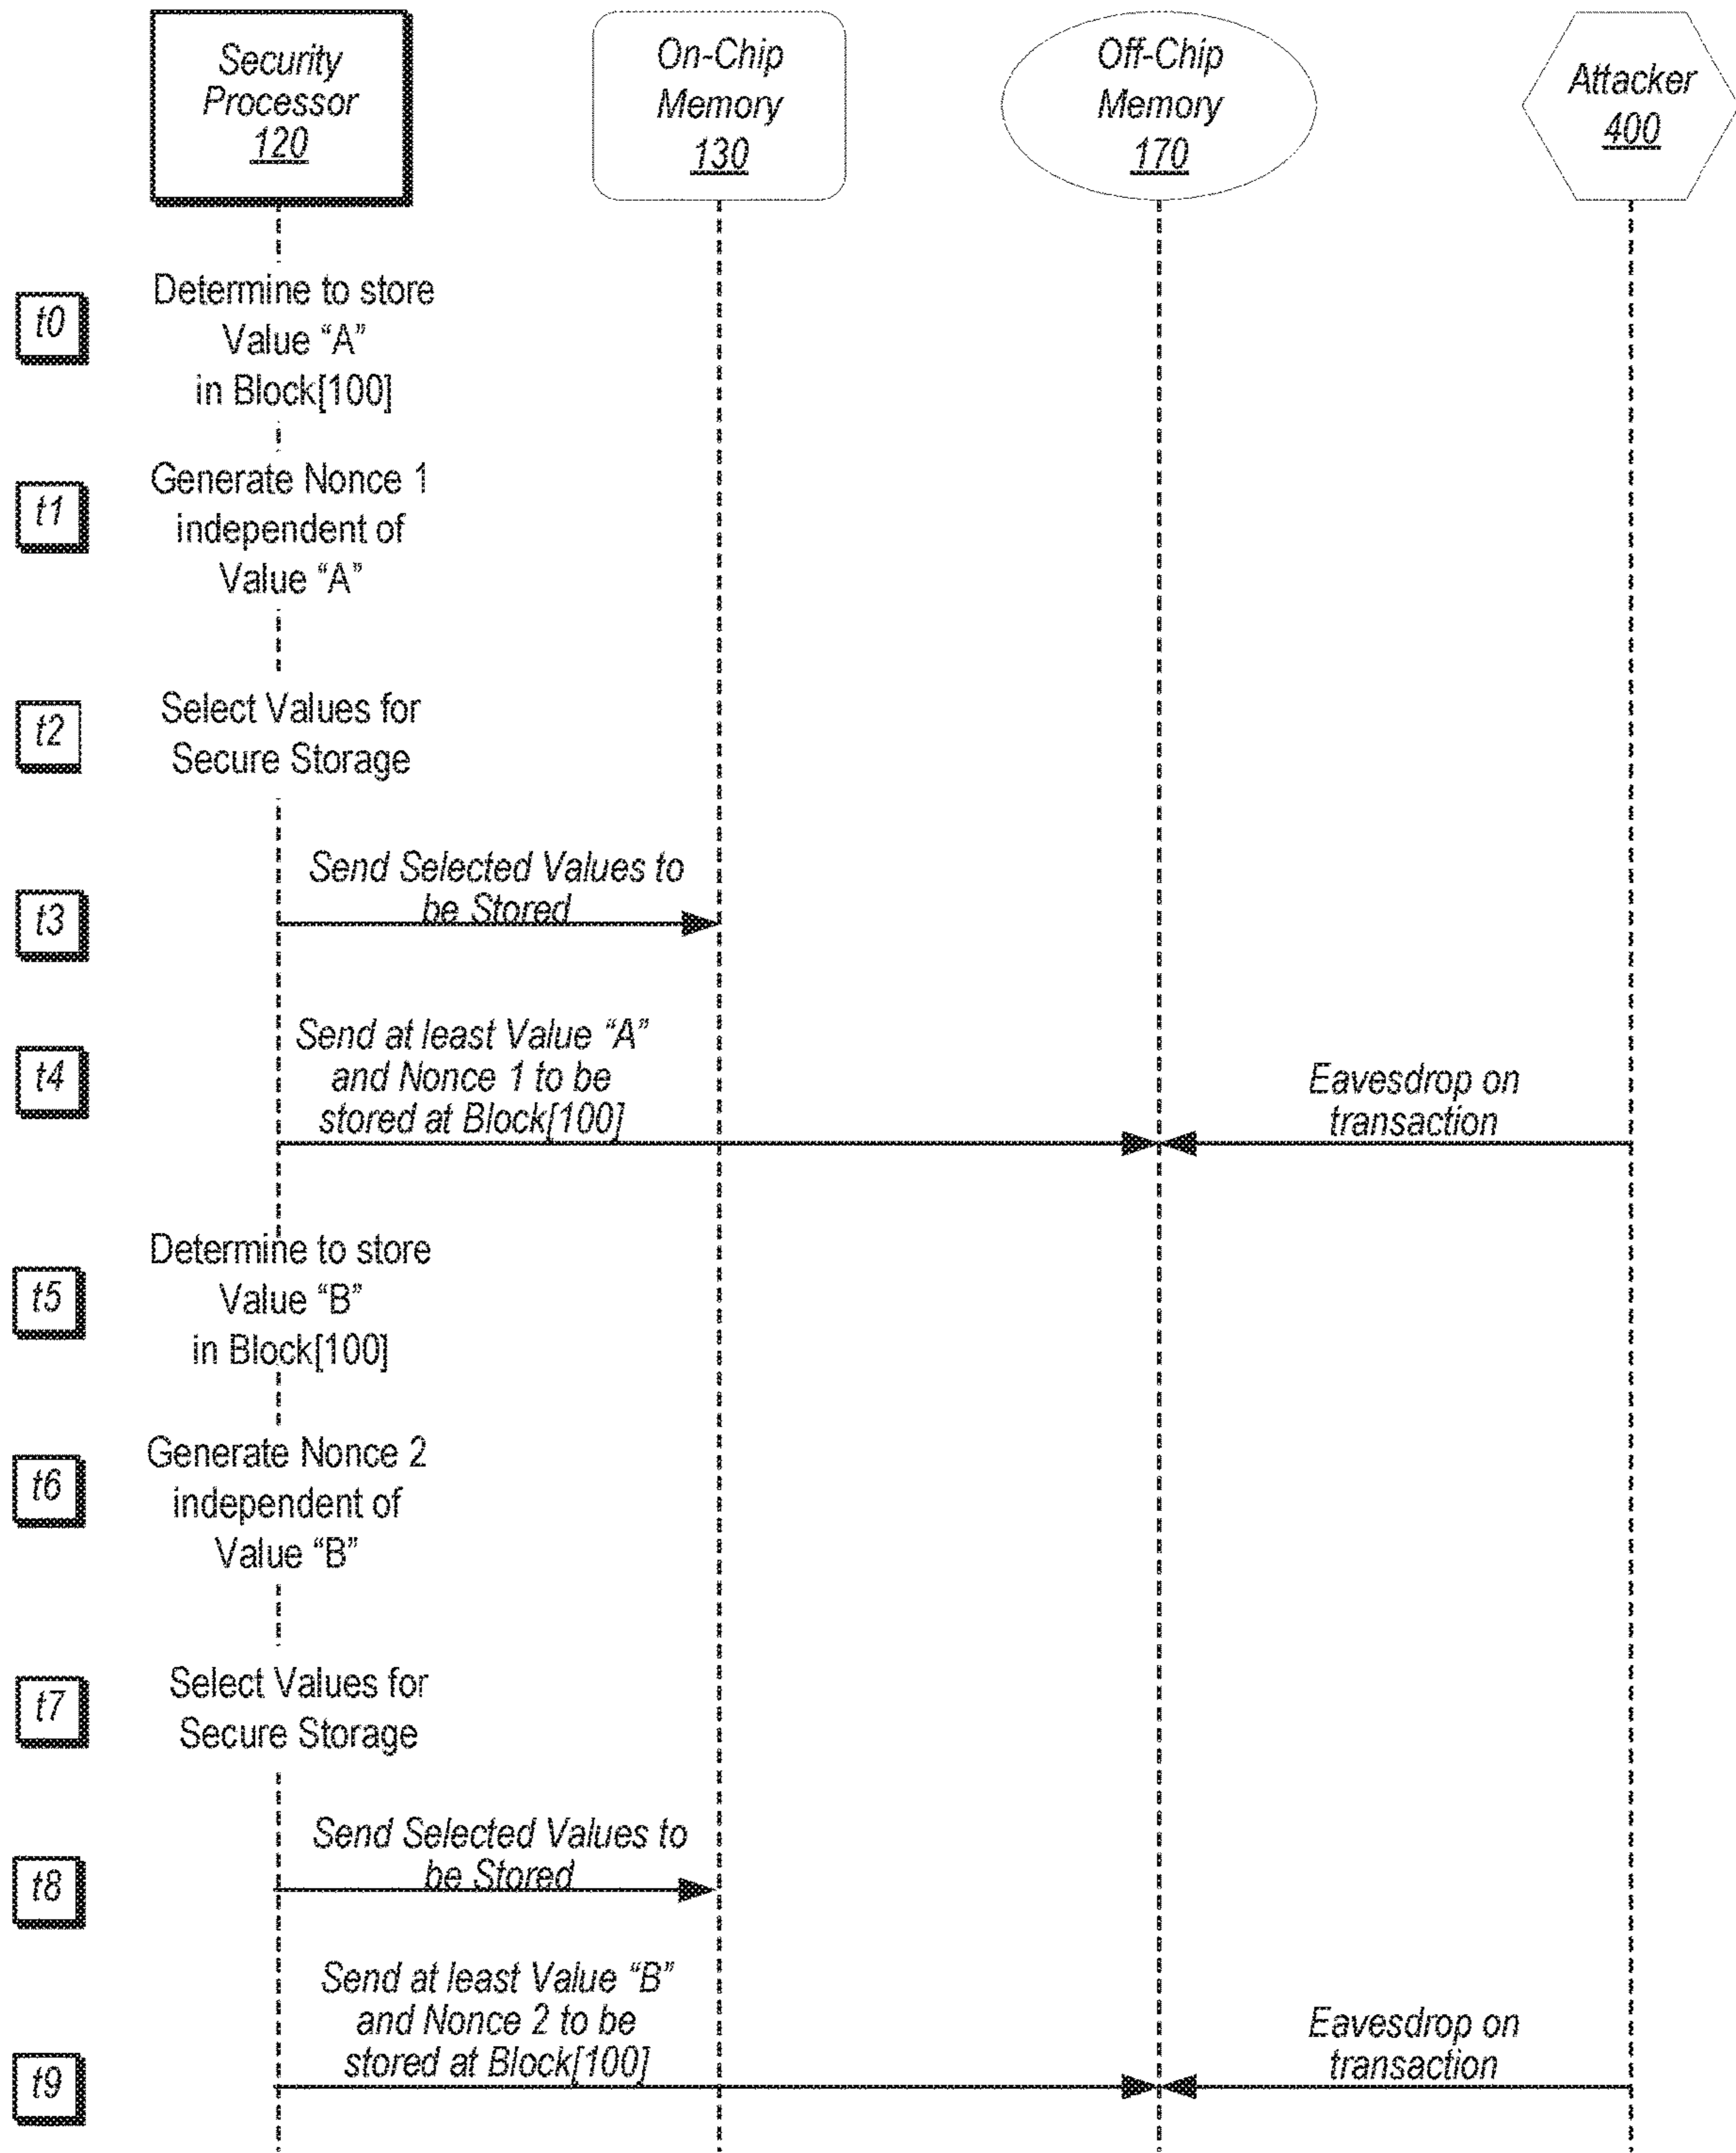 Security
Processor
120
On-Chip
Memory
130
Off-Chip
Memory
170
Attacker
400
t0
Determine to store
Value “A”
in Block[100]
t1
Generate Nonce 1
independent of
Value “A”
t2
Select Values for
Secure Storage
t3
Send Selected Values to
be Stored
t4
Send at least Value “A”
and Nonce 1 to be
stored at Block[100]
Eavesdrop on
transaction
t5
Determine to store
Value “B”
in Block[100]
t6
Generate Nonce 2
independent of
Value “B”
t7
Select Values for
Secure Storage
t8
Send Selected Values to
be Stored
t9
Send at least Value “B”
and Nonce 2 to be
stored at Block[100]
Eavesdrop on
transaction